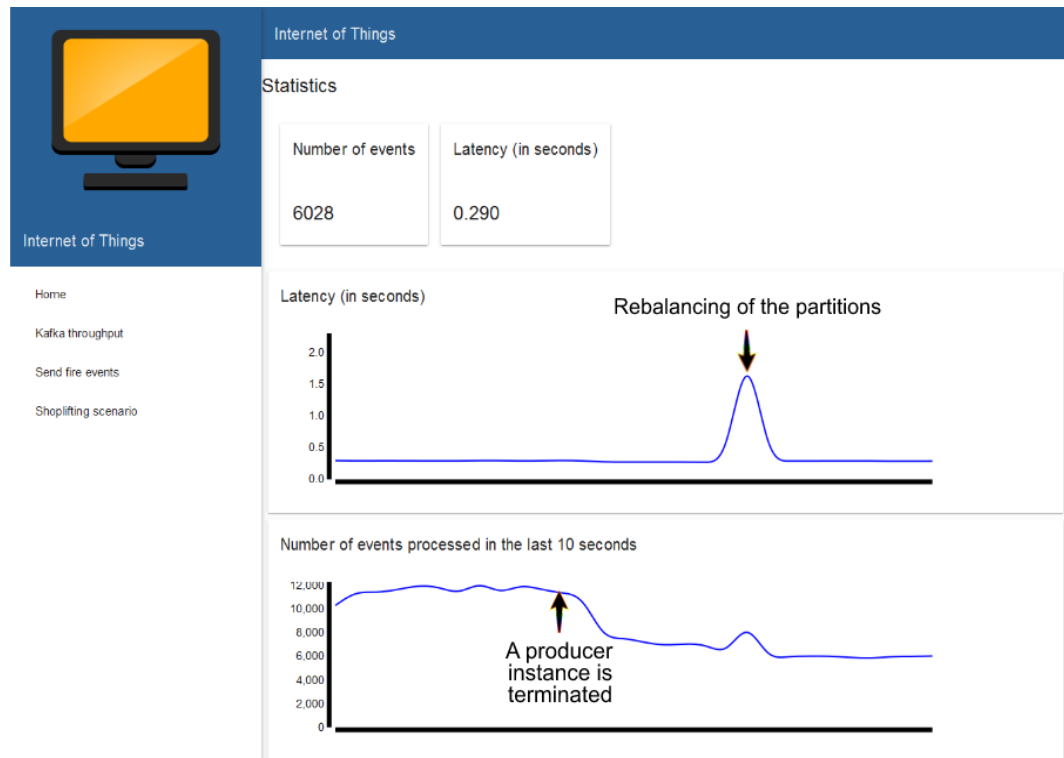 Internet of Things
Home
Kafka throughput
Send fire events
Shoplifting scenario
Internet of Things
Statistics
Number of events
6028
Latency (in seconds)
0.290
Latency (in seconds)
Rebalancing of the partitions
2.0
1.5
1.0
0.5
0.0
Number of events processed in the last 10 seconds
12,000
10,000
8,000
6,000
4,000
2,000
0
A producer
instance is
terminated